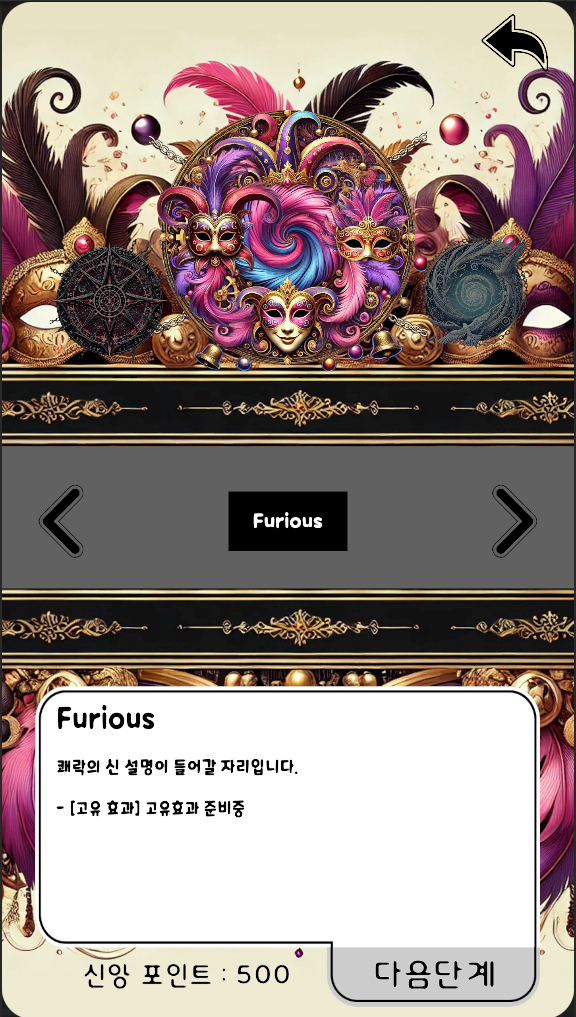 Furious
Furious
쾌락의 신 설명이 들어갈 자리입니다.
- [고유 효과] 고유효과 준비중
신앙 포인트 : 500
다음단계